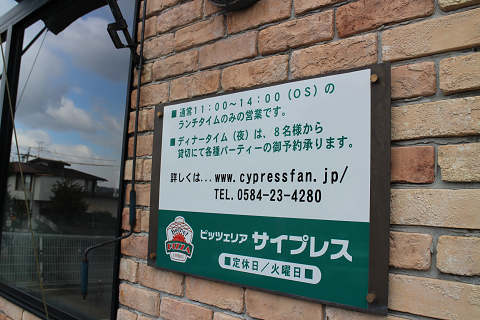 ■ 通常11:00～14:00(OS)の
ランチタイムのみの営業です。
■ ディナータイム(夜)は、8名様から
貸切にて各種パーティーの御予約承ります。
詳しくは...www.cypressfan.jp/
TEL.0584-23-4280
PIZZA
ピッツェリア サイプレス
■定休日／火曜日■